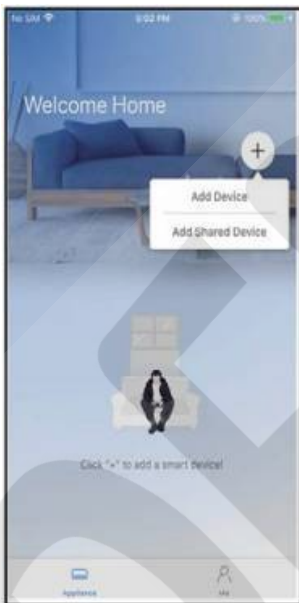 No SIM 5:02 PM 100%
Welcome Home
+
Add Device
Add Shared Device
Click "+" to add a smart device!
Appliance Me